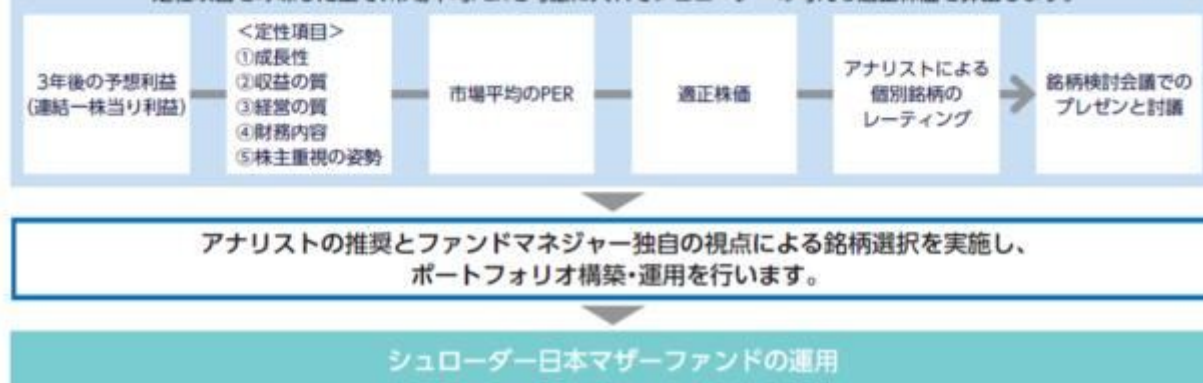 3年後の予想利益
(連結一株当り利益)
<定性項目>
①成長性
②収益の質
③経営の質
④財務内容
⑤株主重視の姿勢
市場平均のPER
適正株価
アナリストによる
個別銘柄の
レーティング
銘柄検討会議での
プレゼンと討議
アナリストの推奨とファンドマネジャー独自の視点による銘柄選択を実施し、
ポートフォリオ構築・運用を行います。
シュローダー日本マザーファンドの運用